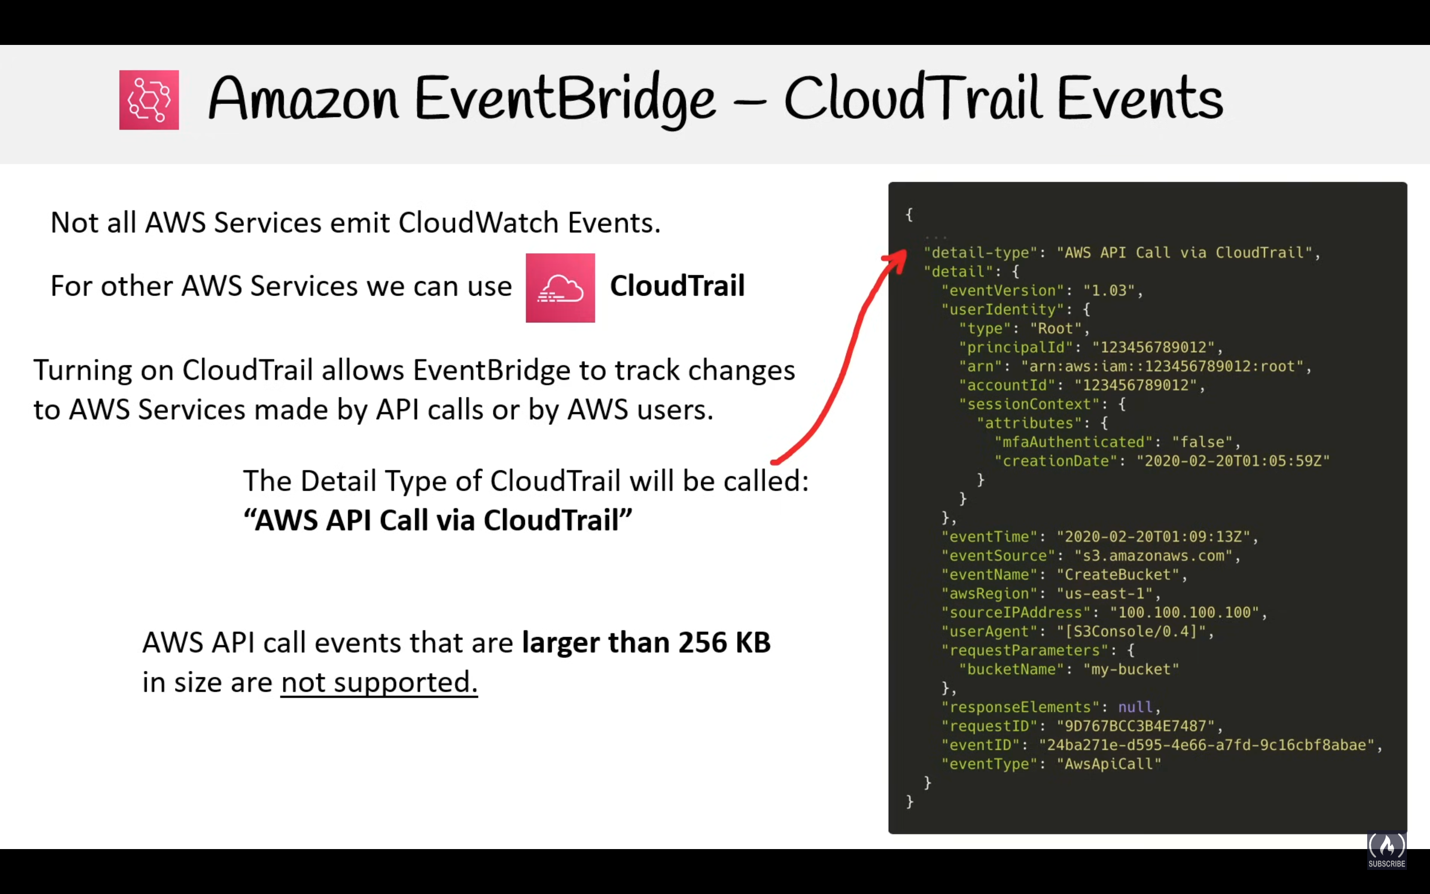 Amazon EventBridge – CloudTrail Events
Not all AWS Services emit CloudWatch Events.
For other AWS Services we can use CloudTrail
Turning on CloudTrail allows EventBridge to track changes
to AWS Services made by API calls or by AWS users.
The Detail Type of CloudTrail will be called:
“AWS API Call via CloudTrail”
AWS API call events that are larger than 256 KB
in size are not supported.
{
...
"detail-type": "AWS API Call via CloudTrail",
"detail": {
"eventVersion": "1.03",
"userIdentity": {
"type": "Root",
"principalId": "123456789012",
"arn": "arn:aws:iam::123456789012:root",
"accountId": "123456789012",
"sessionContext": {
"attributes": {
"mfaAuthenticated": "false",
"creationDate": "2020-02-20T01:05:59Z"
}
}
},
"eventTime": "2020-02-20T01:09:13Z",
"eventSource": "s3.amazonaws.com",
"eventName": "CreateBucket",
"awsRegion": "us-east-1",
"sourceIPAddress": "100.100.100.100",
"userAgent": "[S3Console/0.4]",
"requestParameters": {
"bucketName": "my-bucket"
},
"responseElements": null,
"requestID": "9D767BCC3B4E7487",
"eventID": "24ba271e-d595-4e66-a7fd-9c16cbf8abae",
"eventType": "AwsApiCall"
}
}
SUBSCRIBE